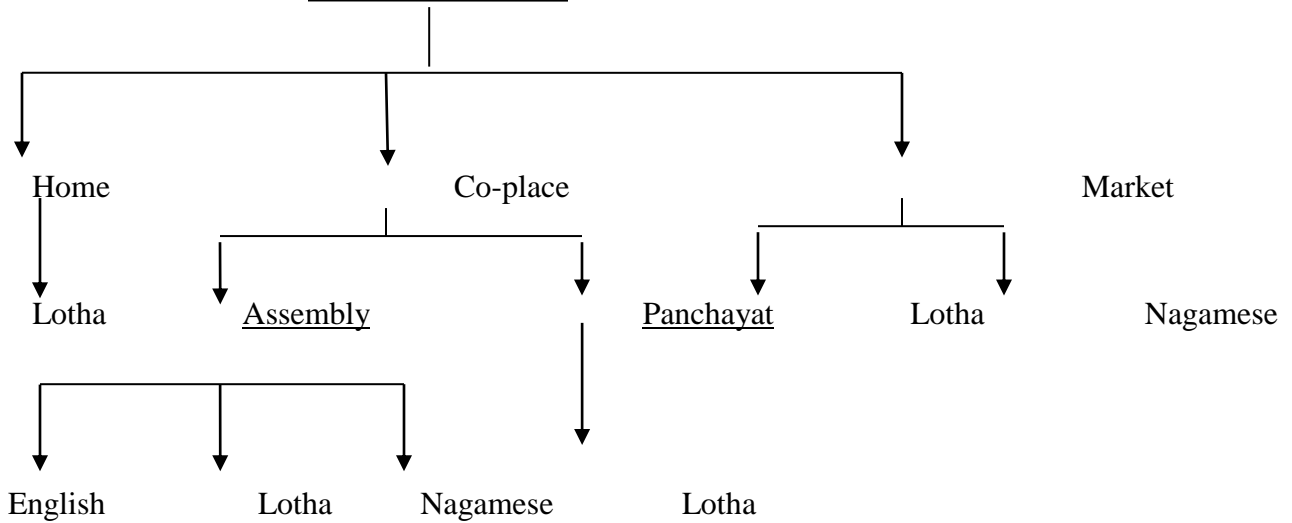 Home Co-place Market
Lotha Assembly Panchayat Lotha Nagamese
English Lotha Nagamese Lotha